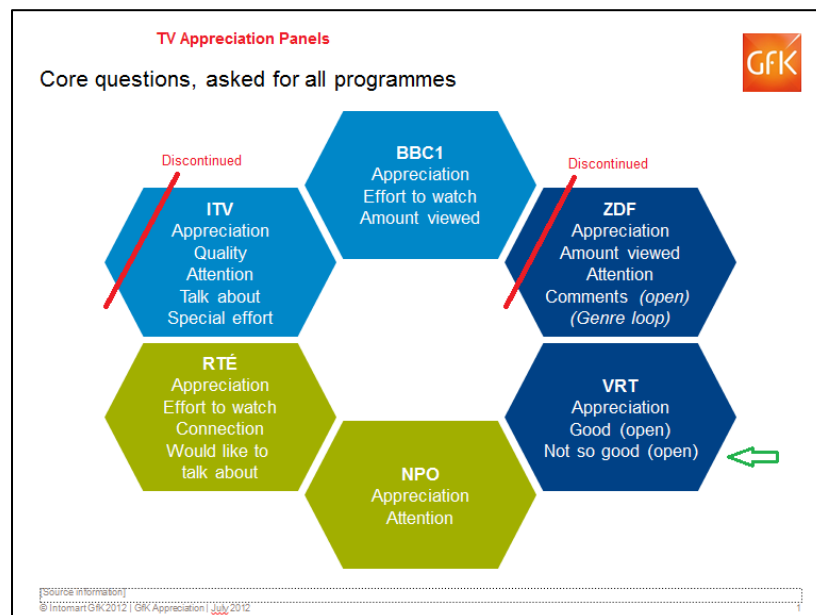 TV Appreciation Panels
GfK
Core questions, asked for all programmes
Discontinued
Discontinued
BBC1
Appreciation
Effort to watch
Amount viewed
ITV
Appreciation
Quality
Attention
Talk about
Special effort
ZDF
Appreciation
Amount viewed
Attention
Comments (open)
(Genre loop)
RTÉ
Appreciation
Effort to watch
Connection
Would like to
talk about
VRT
Appreciation
Good (open)
Not so good (open)
NPO
Appreciation
Attention
[Source information]
© Intomart GfK 2012 | GfK Appreciation | July 2012
1